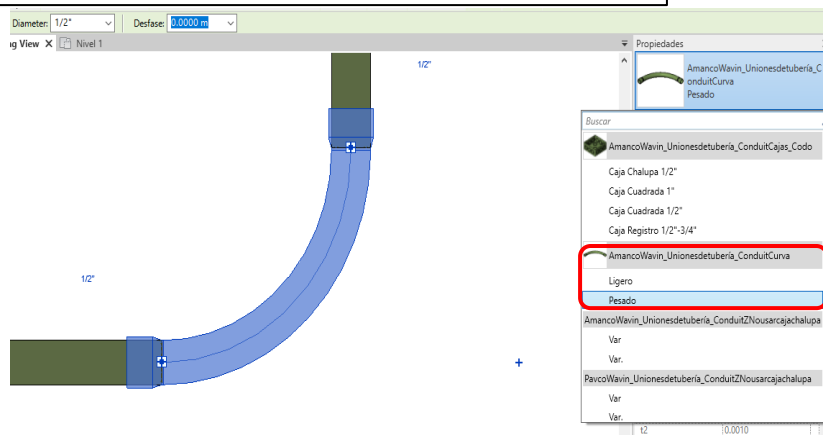 Diameter: 1/2"
Desfase: 0.0000 m
ng View X
Nivel 1
1/2"
1/2"
Propiedades
AmancoWavin_Unionesdetubería_C
onduitCurva
Pesado
Buscar
AmancoWavin_Unionesdetubería_ConduitCajas_Codo
Caja Chalupa 1/2"
Caja Cuadrada 1"
Caja Cuadrada 1/2"
Caja Registro 1/2"-3/4"
AmancoWavin_Unionesdetubería_ConduitCurva
Ligero
Pesado
AmancoWavin_Unionesdetubería_ConduitZNousarcajachalupa
Var
Var.
PavcoWavin_Unionesdetubería_ConduitZNousarcajachalupa
Var
Var.
t2 0.0010